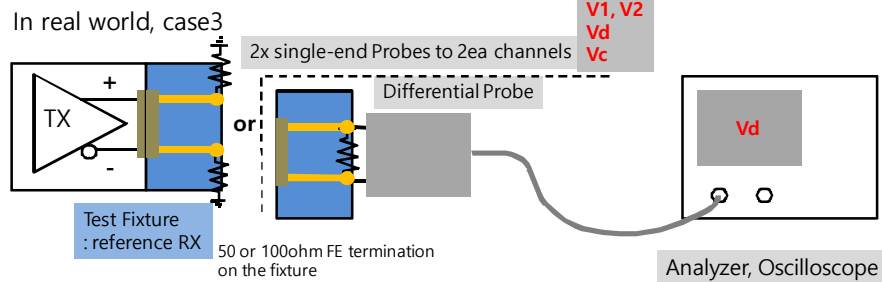 In real world, case3
V1, V2
Vd
Vc
2x single-end Probes to 2ea channels
Differential Probe
+
TX
-
or
Vd
Test Fixture
: reference RX
50 or 100ohm FE termination
on the fixture
Analyzer, Oscilloscope